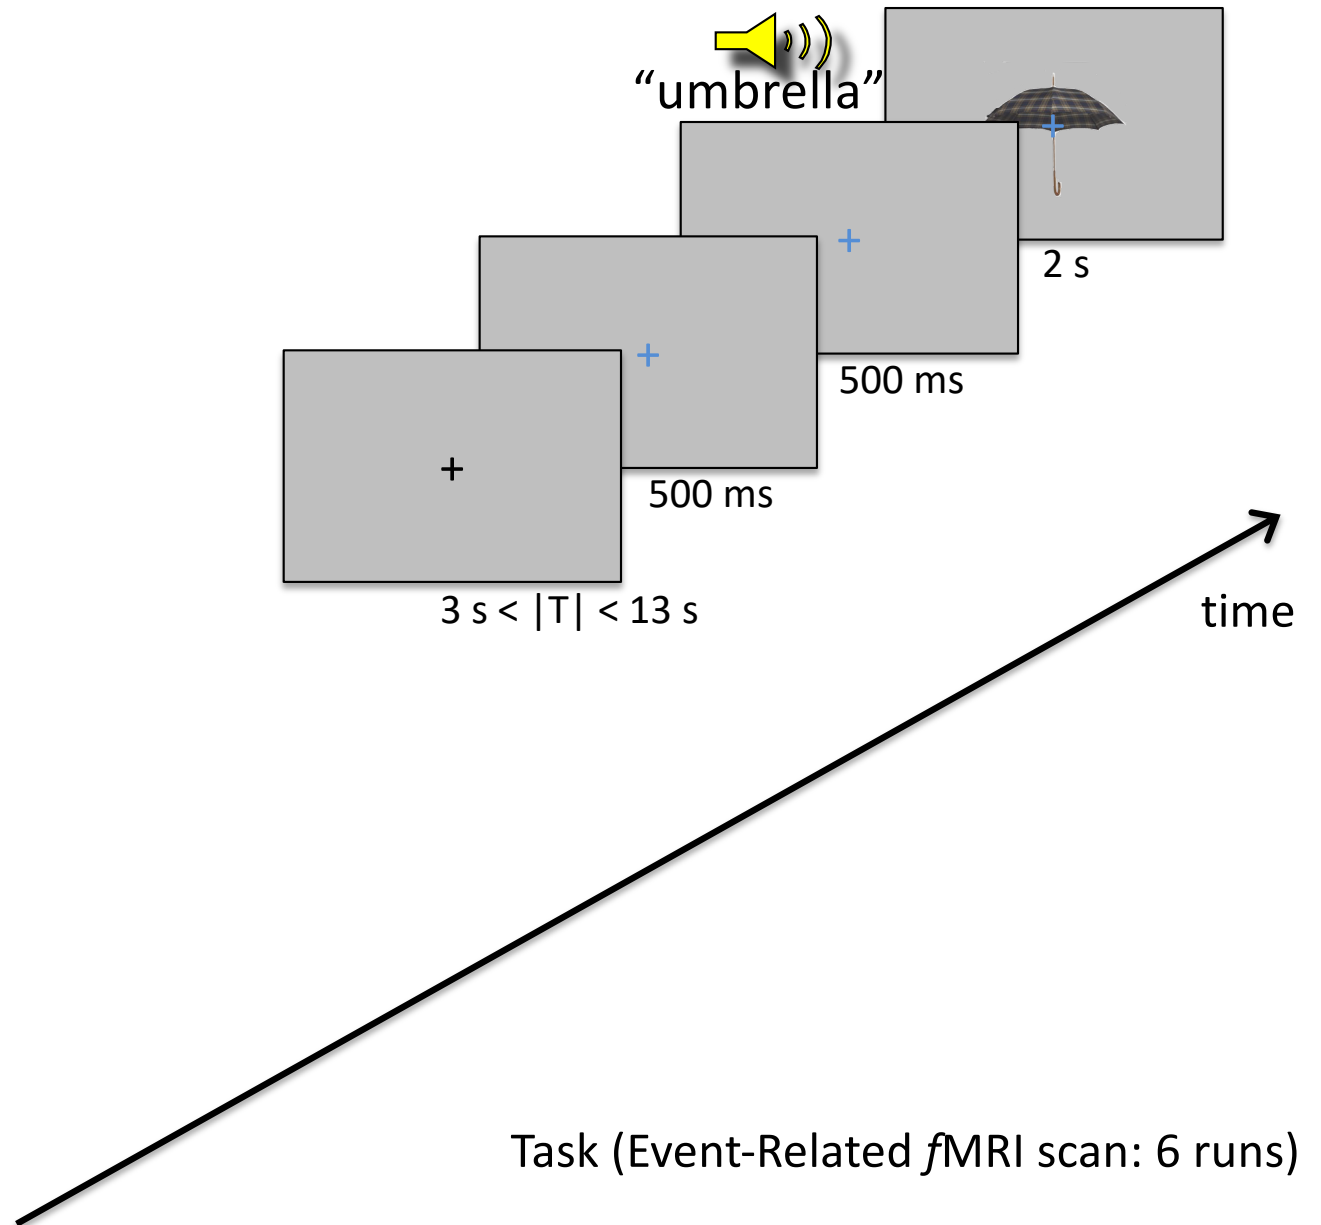 “umbrella”
2 s
500 ms
500 ms
3 s < |T| < 13 s
time
Task (Event-Related fMRI scan: 6 runs)